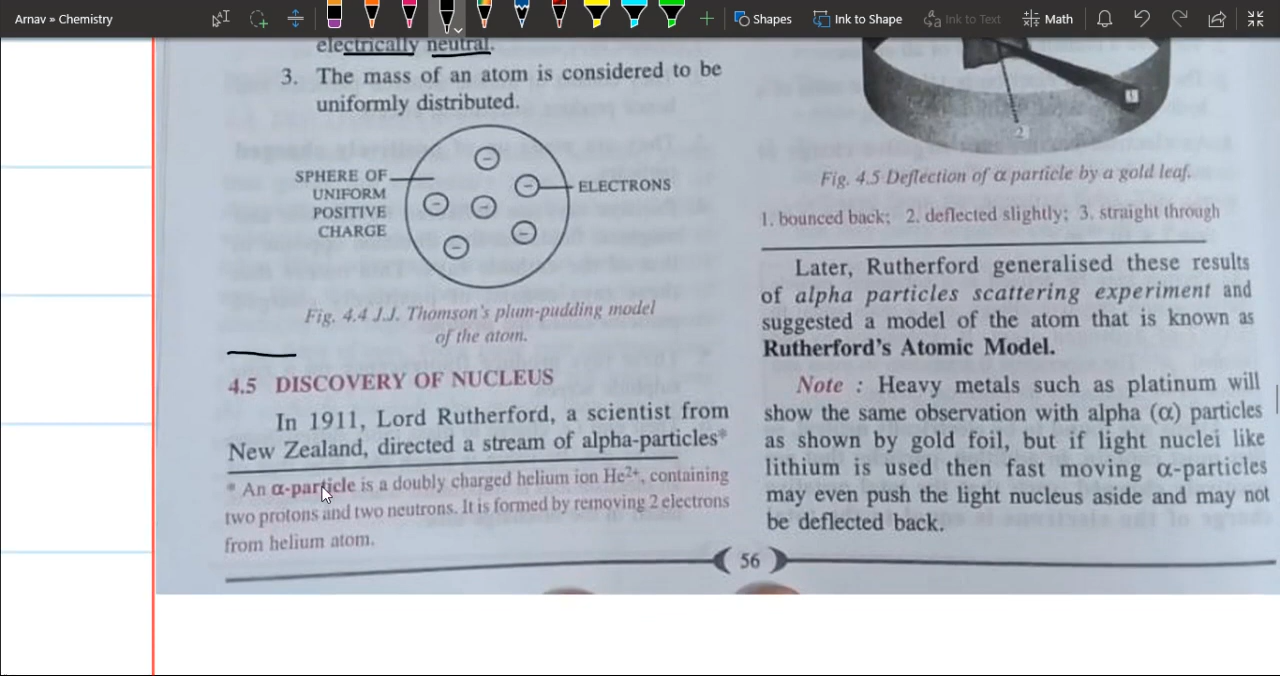 Arnav » Chemistry
Shapes
Ink to Shape
Ink to Text
Math
electrically neutral.
3. The mass of an atom is considered to be
uniformly distributed.
SPHERE OF
UNIFORM
POSITIVE
CHARGE
ELECTRONS
Fig. 4.4 J.J. Thomson's plum-pudding model
of the atom.
4.5 DISCOVERY OF NUCLEUS
In 1911, Lord Rutherford, a scientist from
New Zealand, directed a stream of alpha-particles*
* An α-particle is a doubly charged helium ion He2+, containing
two protons and two neutrons. It is formed by removing 2 electrons
from helium atom.
1
2
Fig. 4.5 Deflection of α particle by a gold leaf.
1. bounced back; 2. deflected slightly; 3. straight through
Later, Rutherford generalised these results
of alpha particles scattering experiment and
suggested a model of the atom that is known as
Rutherford's Atomic Model.
Note : Heavy metals such as platinum will
show the same observation with alpha (α) particles
as shown by gold foil, but if light nuclei like
lithium is used then fast moving α-particles
may even push the light nucleus aside and may not
be deflected back.
56